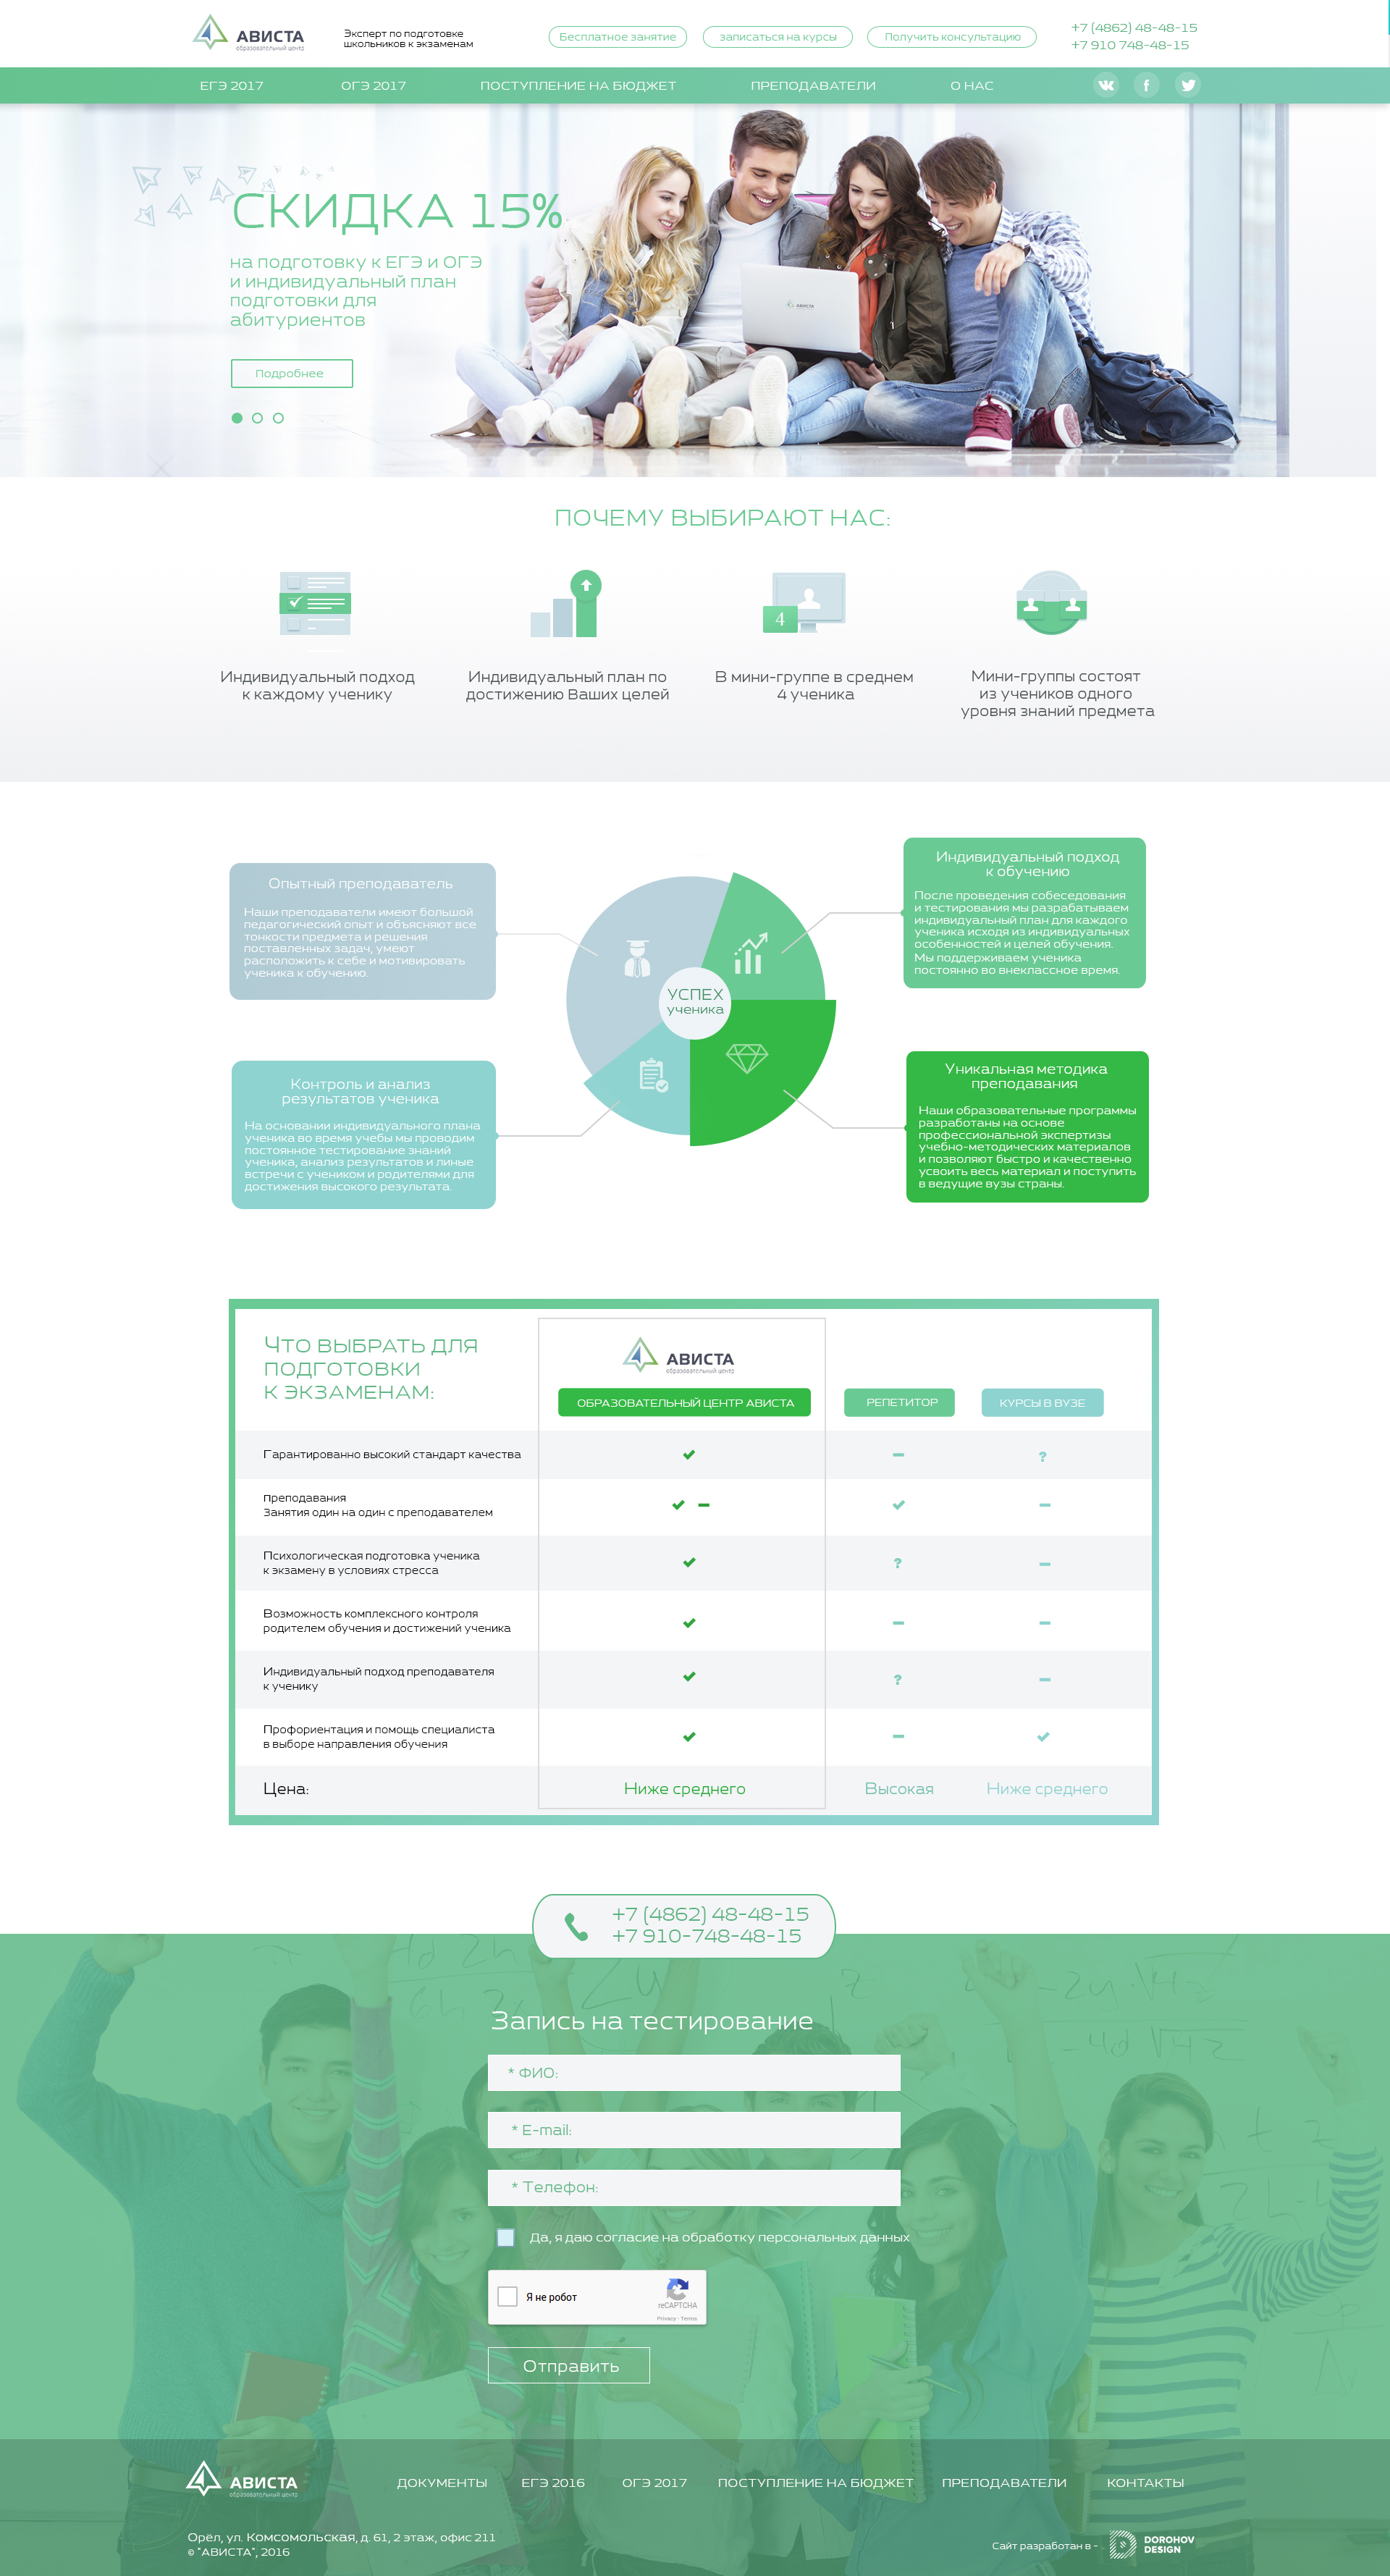 АВИСТА
образовательный центр
Эксперт по подготовке
школьников к экзаменам
Бесплатное занятие
записаться на курсы
Получить консультацию
+7 (4862) 48-48-15
+7 910 748-48-15
ЕГЭ 2017
ОГЭ 2017
ПОСТУПЛЕНИЕ НА БЮДЖЕТ
ПРЕПОДАВАТЕЛИ
О НАС
СКИДКА 15%
на подготовку к ЕГЭ и ОГЭ
и индивидуальный план
подготовки для
абитуриентов
Подробнее
АВИСТА
ПОЧЕМУ ВЫБИРАЮТ НАС:
4
Индивидуальный подход
к каждому ученику
Индивидуальный план по
достижению Ваших целей
В мини-группе в среднем
4 ученика
Мини-группы состоят
из учеников одного
уровня знаний предмета
Опытный преподаватель
Наши преподаватели имеют большой
педагогический опыт и объясняют все
тонкости предмета и решения
поставленных задач, умеют
расположить к себе и мотивировать
ученика к обучению.
Индивидуальный подход
к обучению
После проведения собеседования
и тестирования мы разрабатываем
индивидуальный план для каждого
ученика исходя из индивидуальных
особенностей и целей обучения.
Мы поддерживаем ученика
постоянно во внеклассное время.
УСПЕХ
ученика
Контроль и анализ
результатов ученика
На основании индивидуального плана
ученика во время учебы мы проводим
постоянное тестирование знаний
ученика, анализ результатов и линые
встречи с учеником и родителями для
достижения высокого результата.
Уникальная методика
преподавания
Наши образовательные программы
разработаны на основе
профессиональной экспертизы
учебно-методических материалов
и позволяют быстро и качественно
усвоить весь материал и поступить
в ведущие вузы страны.
Что выбрать для
подготовки
к экзаменам:
АВИСТА
образовательный центр
ОБРАЗОВАТЕЛЬНЫЙ ЦЕНТР АВИСТА
РЕПЕТИТОР
КУРСЫ В ВУЗЕ
Гарантированно высокий стандарт качества
?
преподавания
Занятия один на один с преподавателем
Психологическая подготовка ученика
к экзамену в условиях стресса
?
Возможность комплексного контроля
родителем обучения и достижений ученика
Индивидуальный подход преподавателя
к ученику
?
Профориентация и помощь специалиста
в выборе направления обучения
Цена:
Ниже среднего
Высокая
Ниже среднего
+7 (4862) 48-48-15
+7 910-748-48-15
Запись на тестирование
* ФИО:
* E-mail:
* Телефон:
Да, я даю согласие на обработку персональных данных
Я не робот
reCAPTCHA
Privacy - Terms
Отправить
АВИСТА
образовательный центр
ДОКУМЕНТЫ
ЕГЭ 2016
ОГЭ 2017
ПОСТУПЛЕНИЕ НА БЮДЖЕТ
ПРЕПОДАВАТЕЛИ
КОНТАКТЫ
Орёл, ул. Комсомольская, д. 61, 2 этаж, офис 211
© "АВИСТА", 2016
Сайт разработан в -
DOROHOV
DESIGN